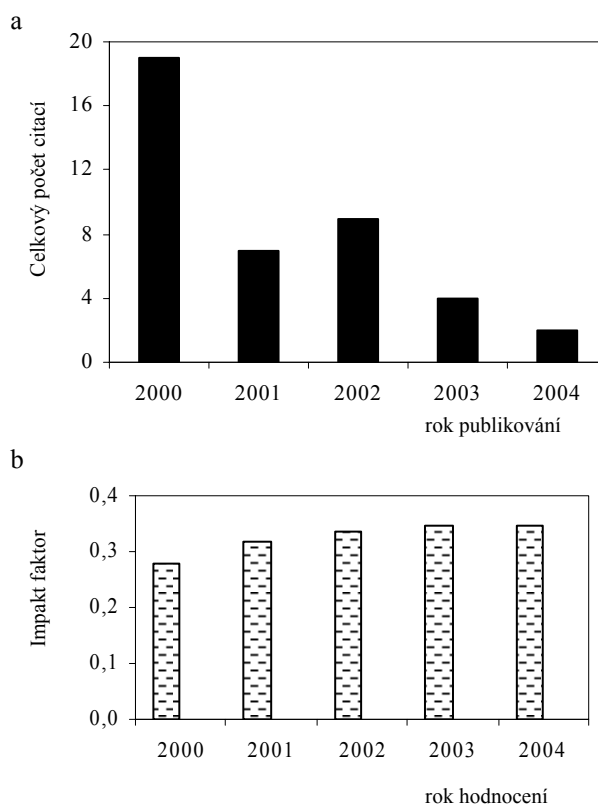 a
20
16
12
8
4
0
Celkový počet citací
2000 2001 2002 2003 2004
rok publikování
b
0,4
0,3
0,2
0,1
0,0
Impakt faktor
2000 2001 2002 2003 2004
rok hodnocení